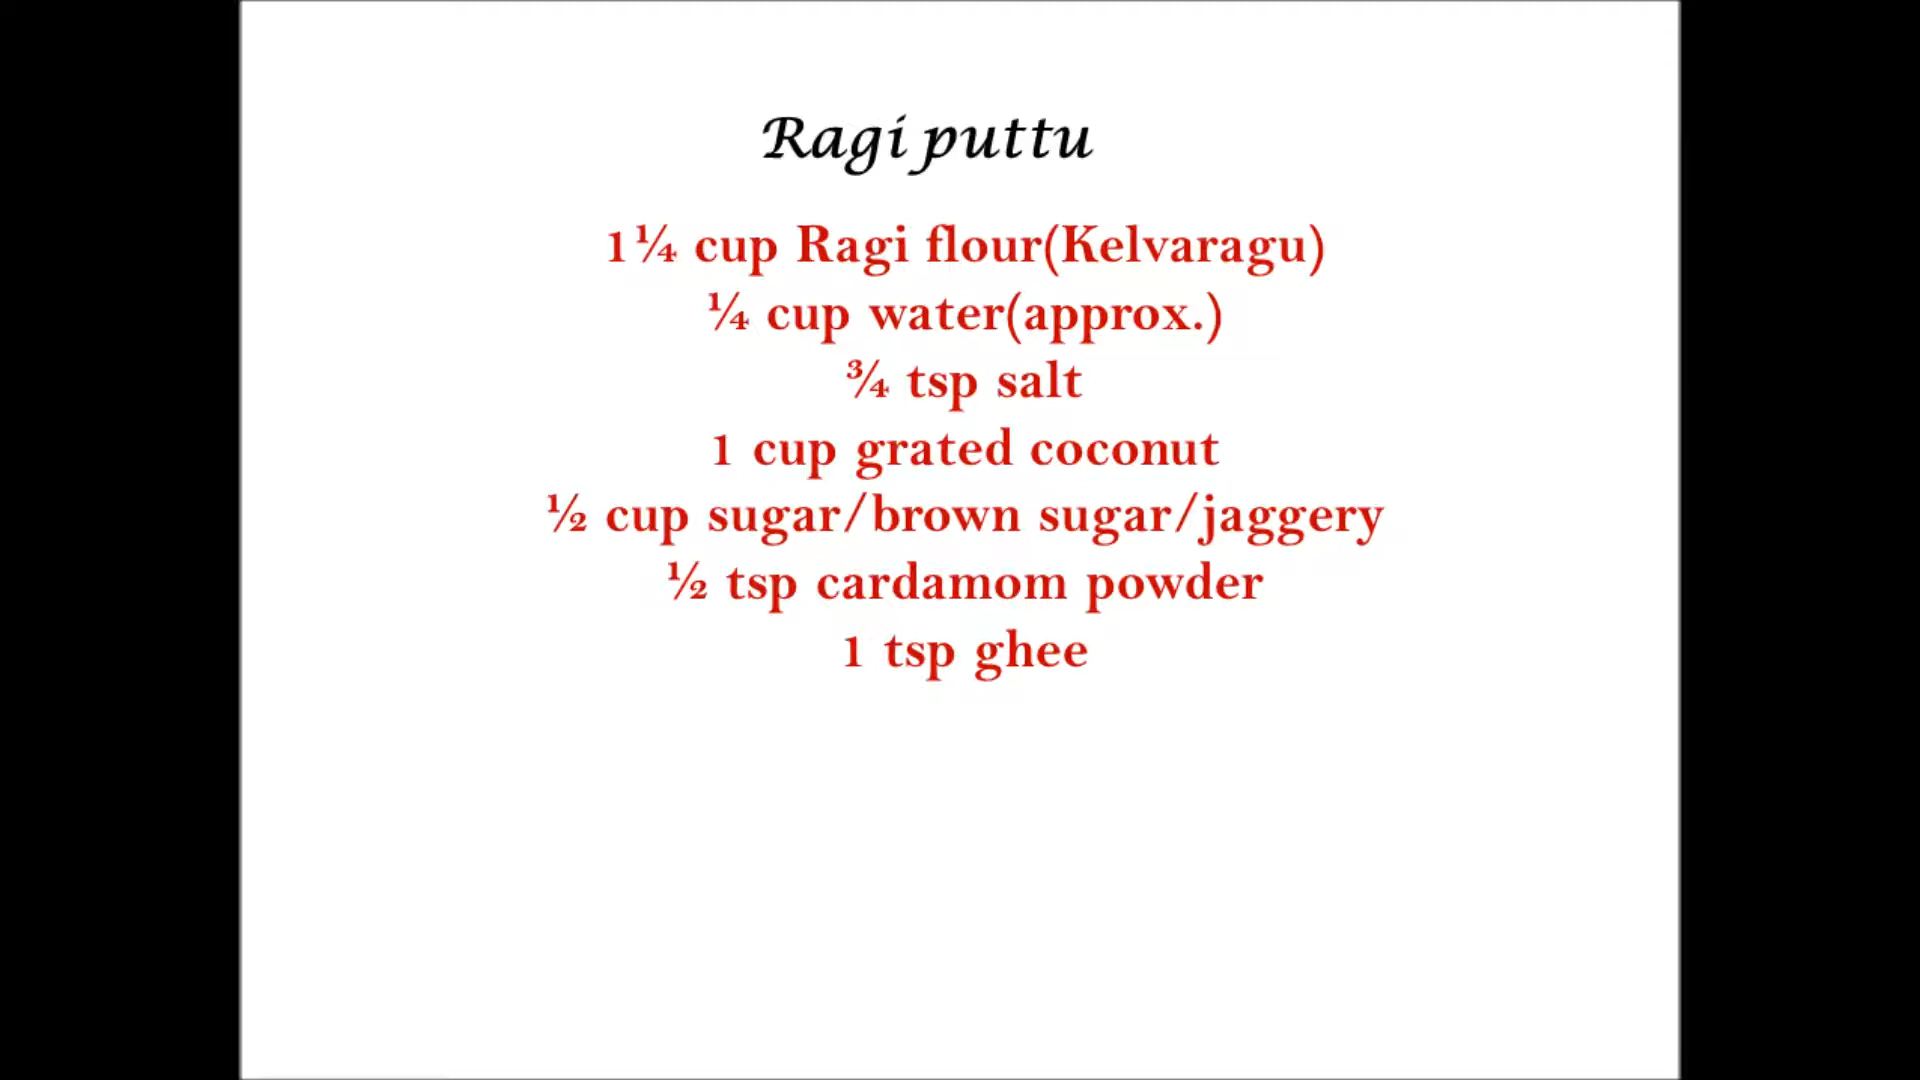 Ragi puttu
1¼ cup Ragi flour(Kelvaragu)
¼ cup water(approx.)
¾ tsp salt
1 cup grated coconut
½ cup sugar/brown sugar/jaggery
½ tsp cardamom powder
1 tsp ghee